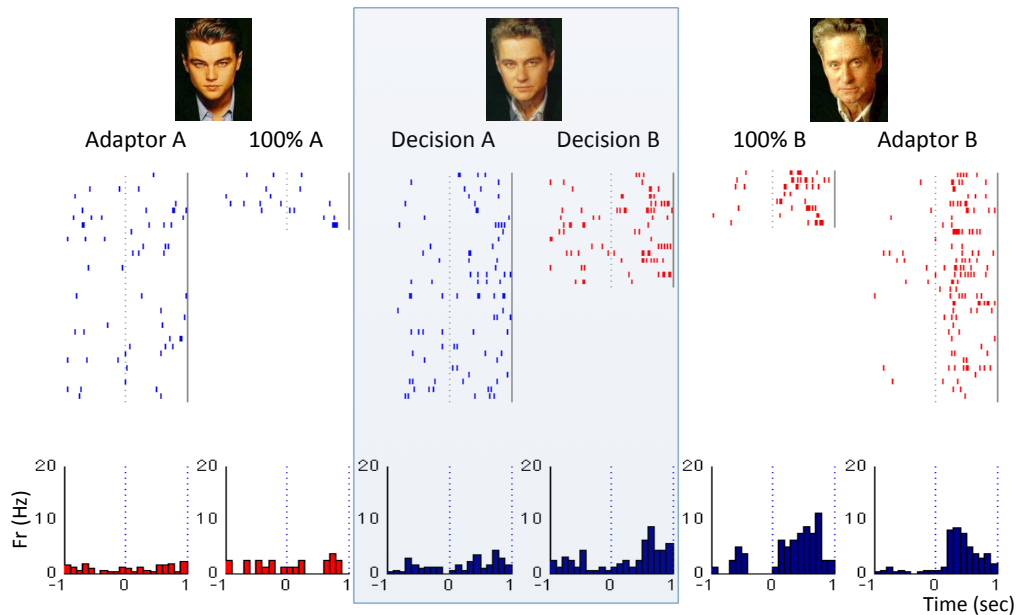 Adaptor A 100% A Decision A Decision B 100% B Adaptor B
Fr (Hz)
20 20 20 20 20 20
10 10 10 10 10 10
0 0 0 0 0 0
-1 0 1 -1 0 1 -1 0 1 -1 0 1 -1 0 1 -1 0 1
Time (sec)